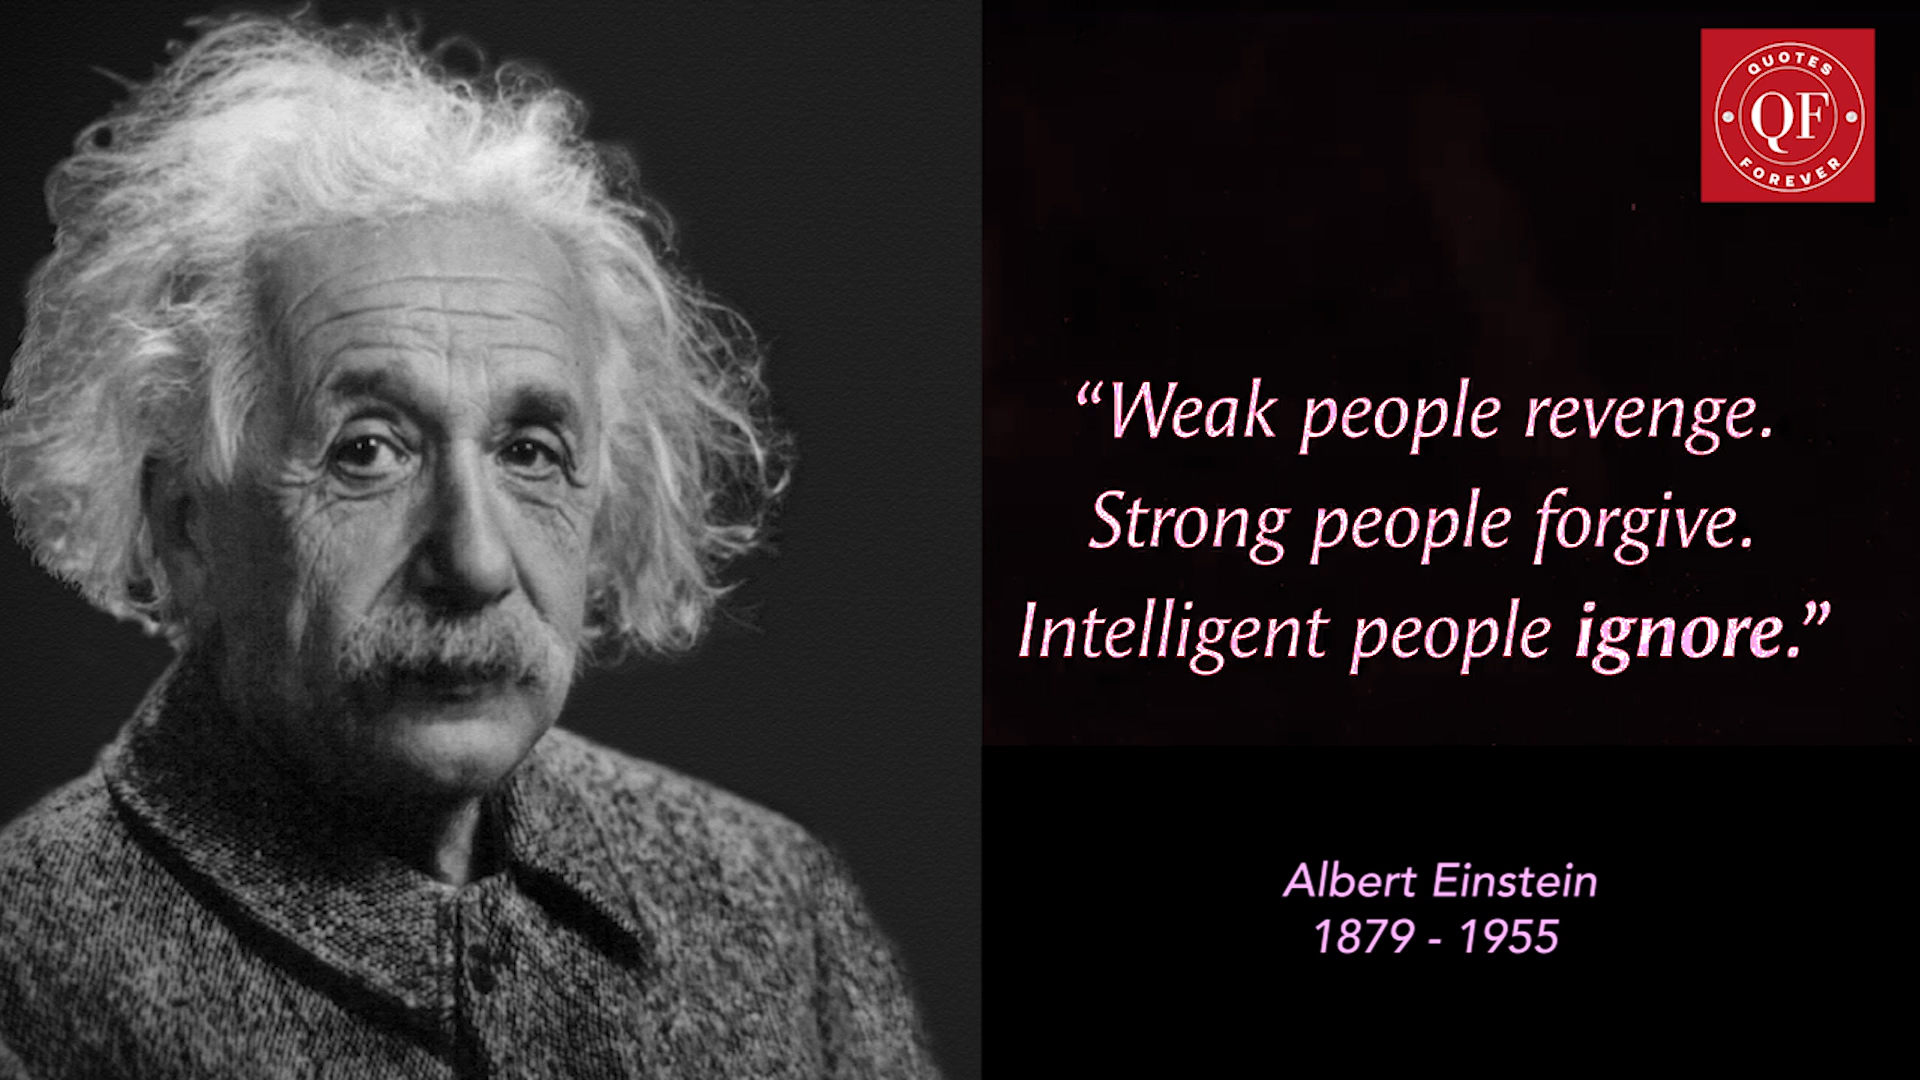 QUOTES
QF
FOREVER
“Weak people revenge.
Strong people forgive.
Intelligent people ignore.”
Albert Einstein
1879 - 1955